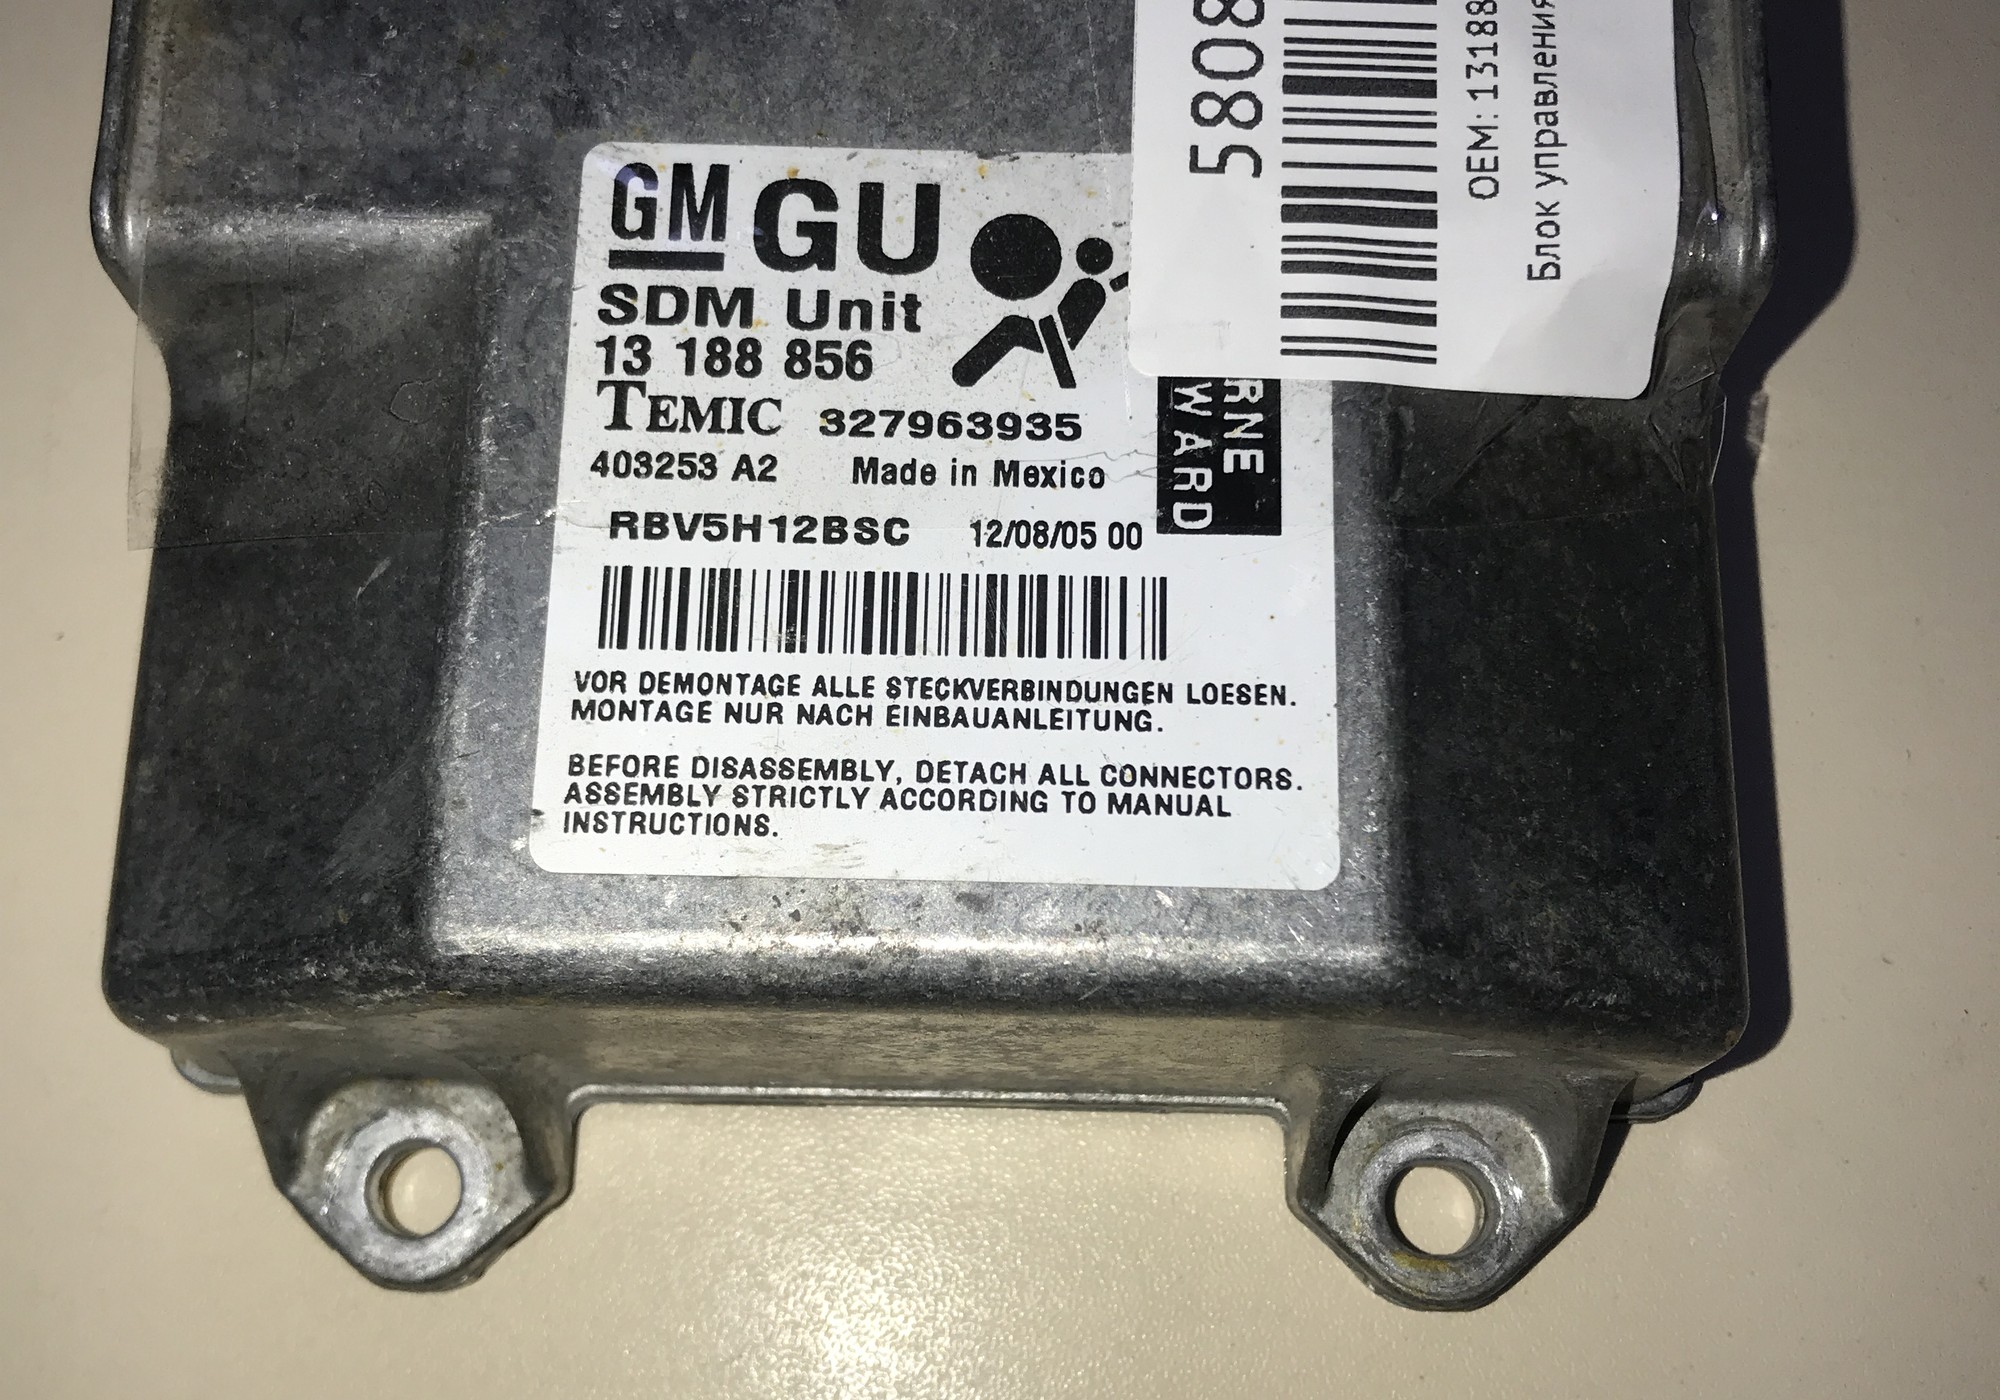 GM GU
SDM Unit
13 188 856
TEMIC 327963935
403253 A2 Made in Mexico
RBV5H12BSC 12/08/05 00
VOR DEMONTAGE ALLE STECKVERBINDUNGEN LOESEN.
MONTAGE NUR NACH EINBAUANLEITUNG.
BEFORE DISASSEMBLY, DETACH ALL CONNECTORS.
ASSEMBLY STRICTLY ACCORDING TO MANUAL
INSTRUCTIONS.
RNE
WARD
5808
OEM: 13188
Блок управления